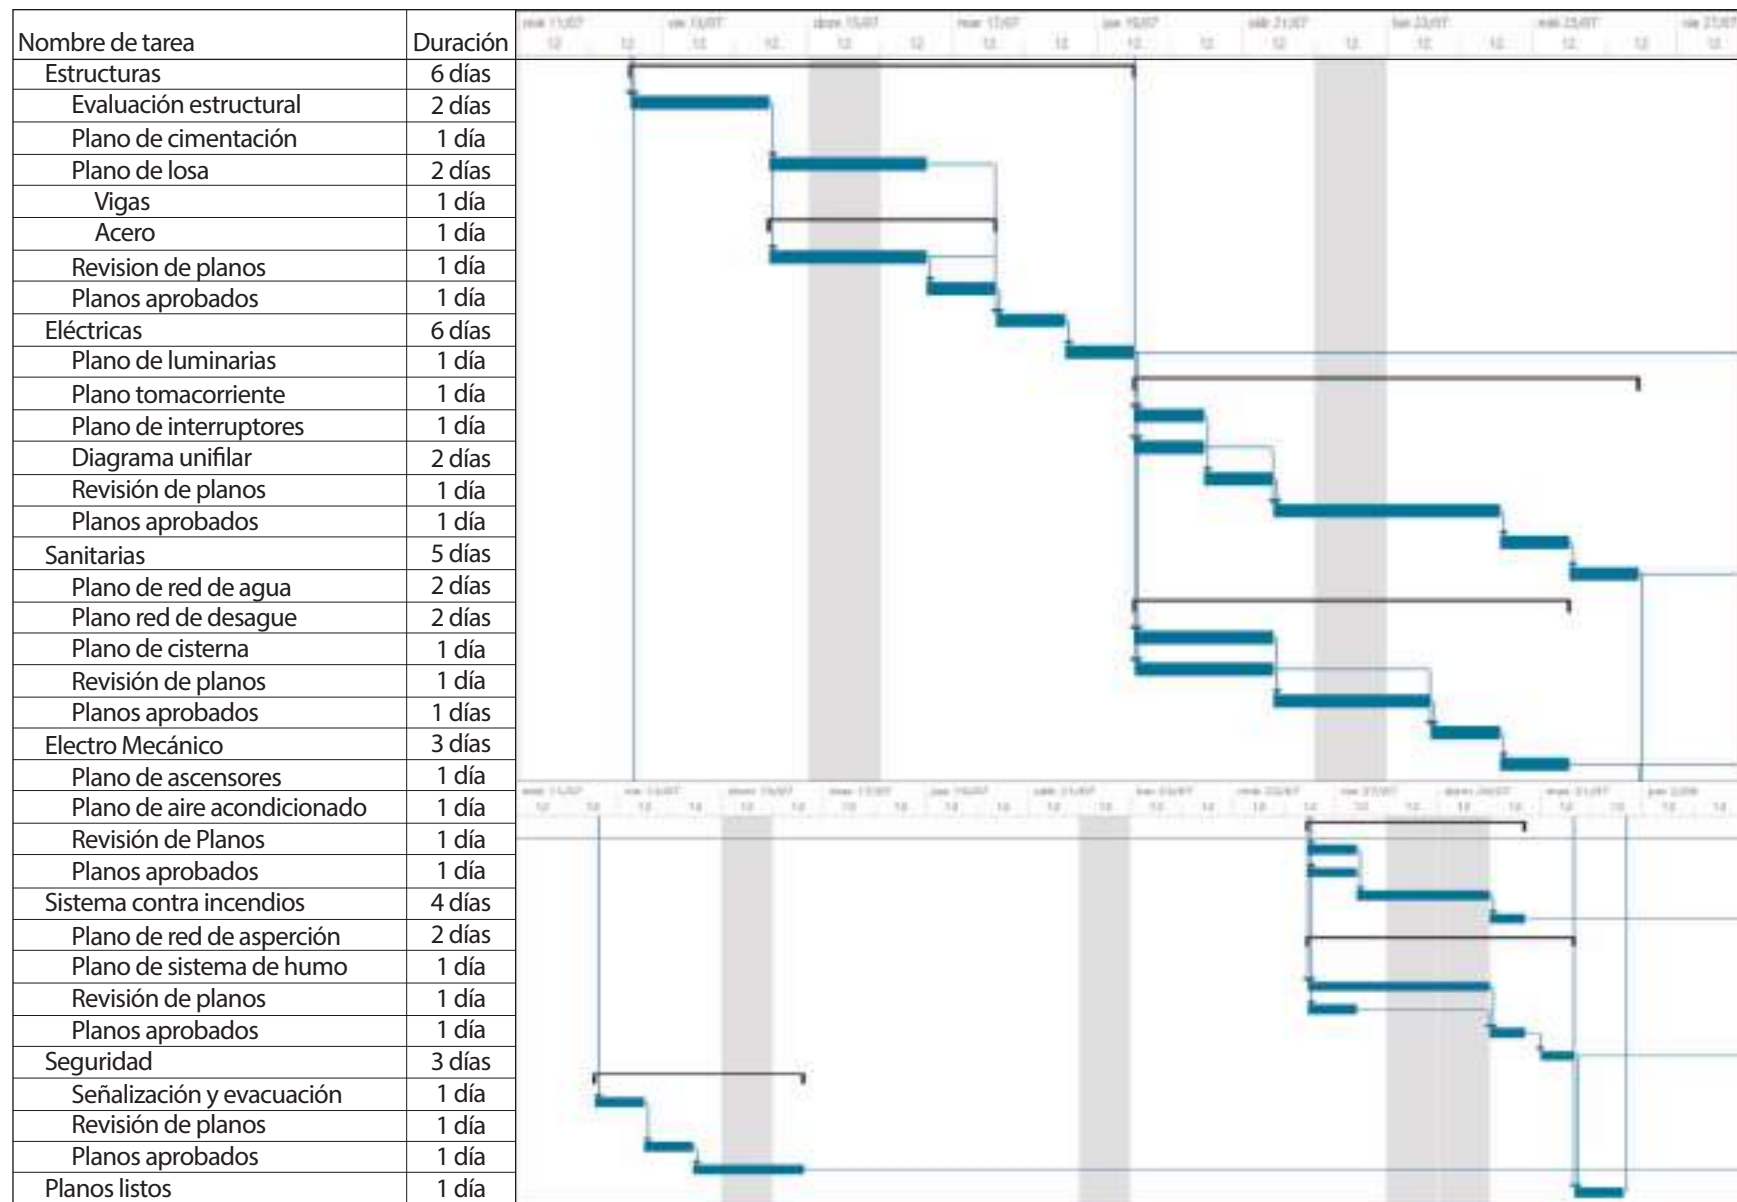 Nombre de tarea Duración
Estructuras 6 días
Evaluación estructural 2 días
Plano de cimentación 1 día
Plano de losa 2 días
Vigas 1 día
Acero 1 día
Revision de planos 1 día
Planos aprobados 1 día
Eléctricas 6 días
Plano de luminarias 1 día
Plano tomacorriente 1 día
Plano de interruptores 1 día
Diagrama unifilar 2 días
Revisión de planos 1 día
Planos aprobados 1 día
Sanitarias 5 días
Plano de red de agua 2 días
Plano red de desague 2 días
Plano de cisterna 1 día
Revisión de planos 1 día
Planos aprobados 1 días
Electro Mecánico 3 días
Plano de ascensores 1 día
Plano de aire acondicionado 1 día
Revisión de Planos 1 día
Planos aprobados 1 día
Sistema contra incendios 4 días
Plano de red de asperción 2 días
Plano de sistema de humo 1 día
Revisión de planos 1 día
Planos aprobados 1 día
Seguridad 3 días
Señalización y evacuación 1 día
Revisión de planos 1 día
Planos aprobados 1 día
Planos listos 1 día